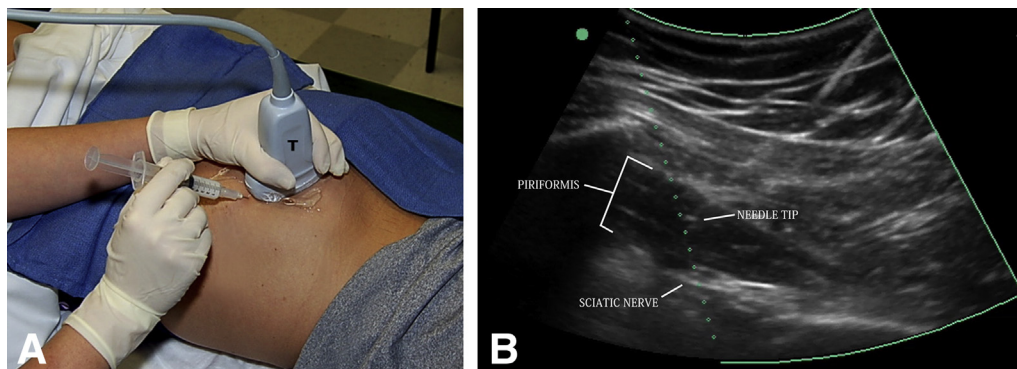 T
A
PIRIFORMIS
NEEDLE TIP
SCIATIC NERVE
B